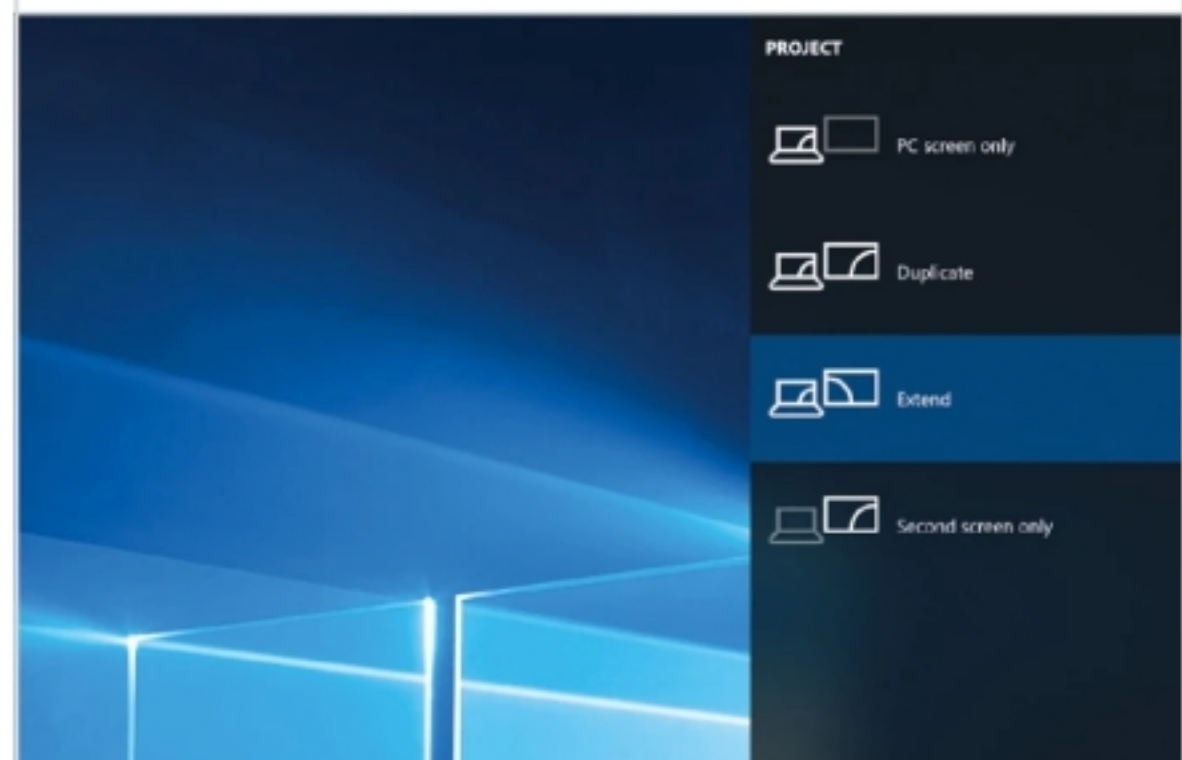 PROJECT
PC screen only
Duplicate
Extend
Second screen only